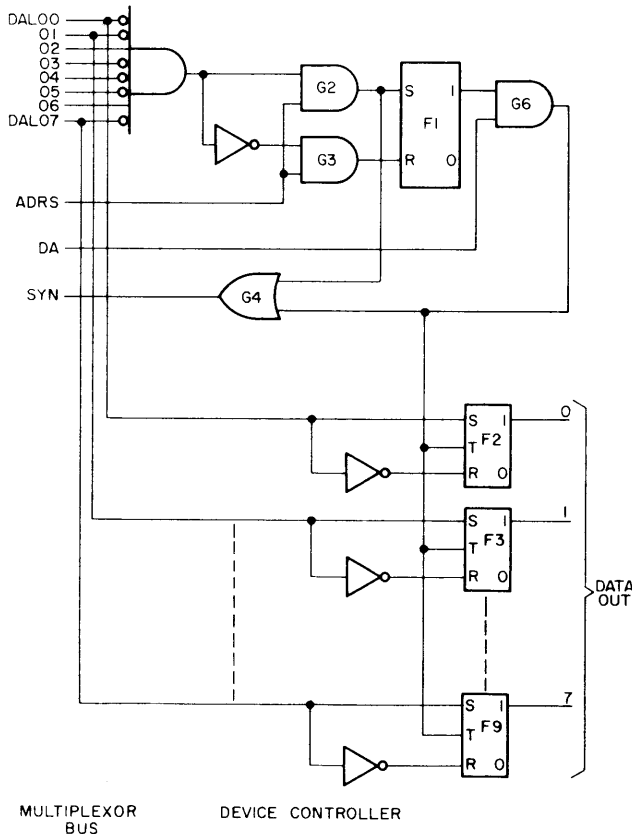 DAL00
01
02
03
04
05
06
DAL07
G2
G3
S 1
F1
R 0
G6
ADRS
DA
SYN
G4
S 1
T F2
R 0
0
S 1
T F3
R 0
1
DATA
OUT
S 1
T F9
R 0
7
MULTIPLEXOR
BUS
DEVICE CONTROLLER